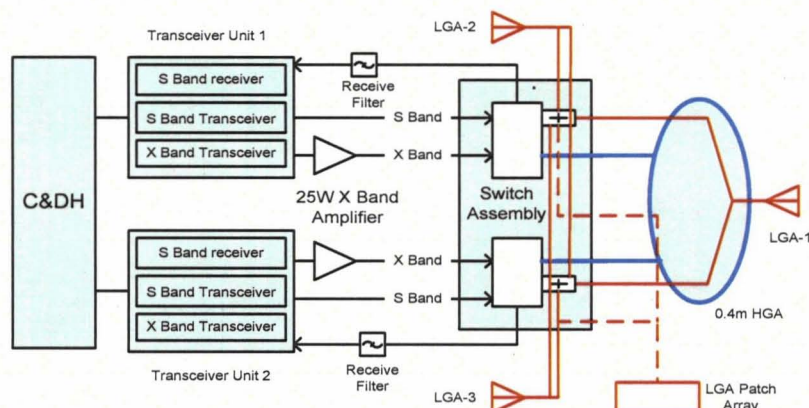 LGA-2
Transceiver Unit 1
S Band receiver
S Band Transceiver
X Band Transceiver
Receive
Filter
S Band
X Band
25W X Band
Amplifier
C&DH
Switch
Assembly
LGA-1
S Band receiver
S Band Transceiver
X Band Transceiver
X Band
S Band
0.4m HGA
Transceiver Unit 2
Receive
Filter
LGA-3
LGA Patch
Array